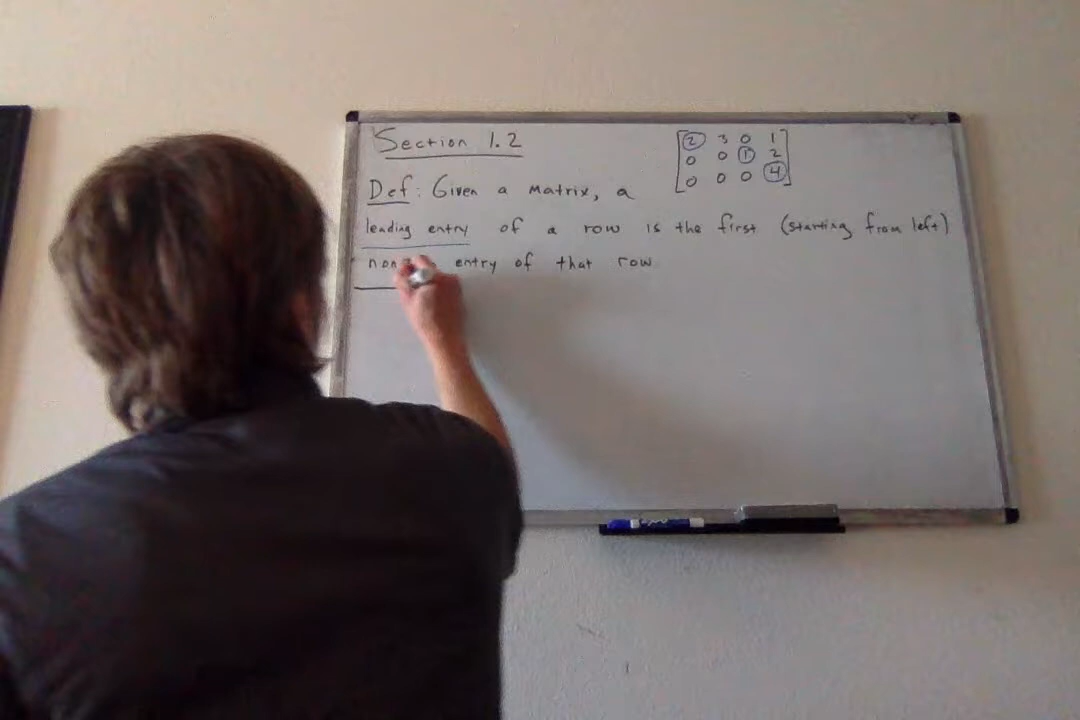 Section 1.2
2 3 0 1
0 0 1 2
0 0 0 4
Def: Given a matrix, a
leading entry of a row is the first (starting from left)
entry of that row